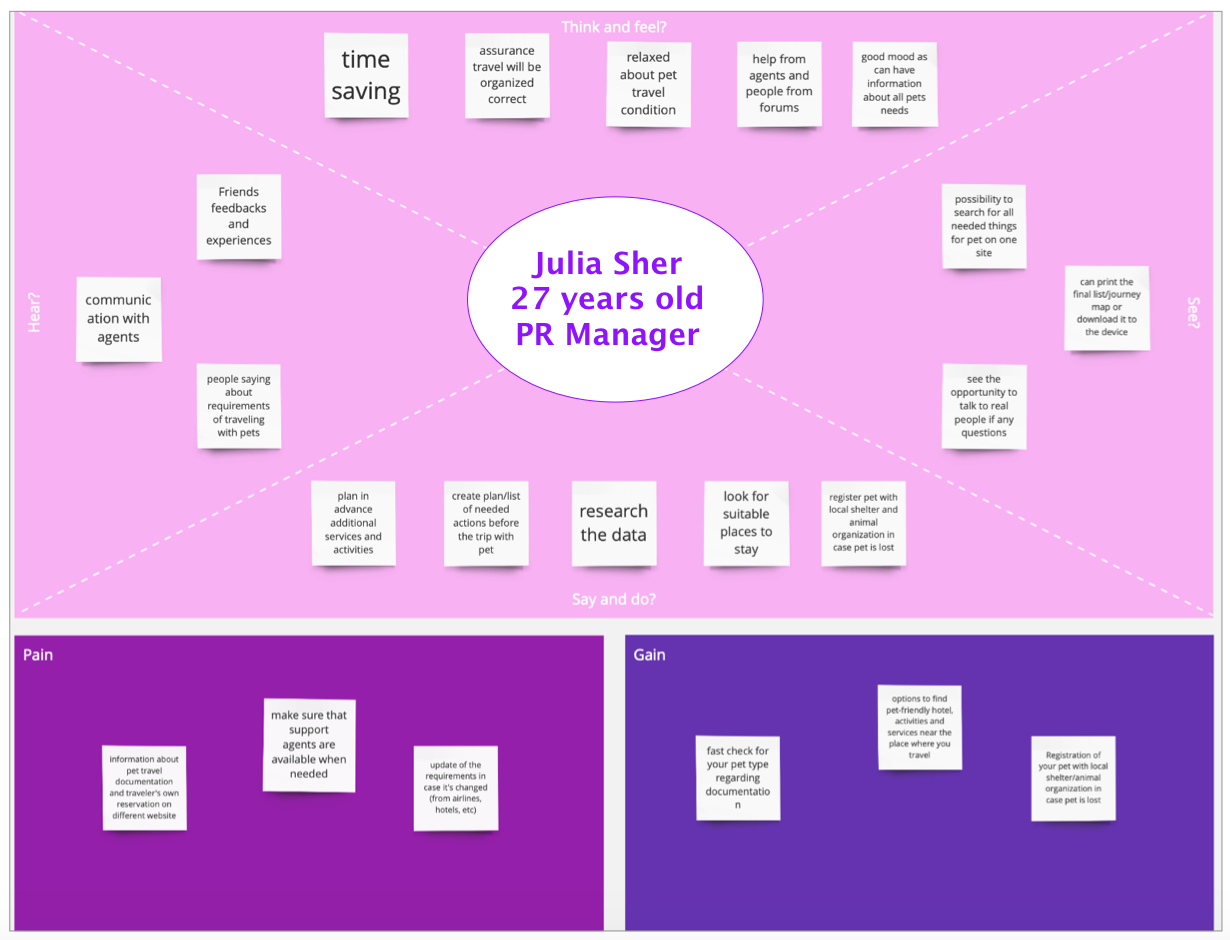 Think and feel?
time
saving
assurance
travel will be
organized
correct
relaxed
about pet
travel
condition
help from
agents and
people from
forums
good mood as
can have
information
about all pets
needs
Friends
feedbacks
and
experiences
Hear?
communic
ation with
agents
people saying
about
requirements
of traveling
with pets
Julia Sher
27 years old
PR Manager
possibility to
search for all
needed things
for pet on one
site
can print the
final list/journey
map or
download it to
the device
See?
see the
opportunity to
talk to real
people if any
questions
plan in
advance
additional
services and
activities
create plan/list
of needed
actions before
the trip with
pet
research
the data
look for
suitable
places to
stay
register pet with
local shelter and
animal
organization in
case pet is lost
Say and do?
Pain
information about
pet travel
documentation
and traveler's own
reservation on
different website
make sure that
support
agents are
available when
needed
update of the
requirements in
case it's changed
(from airlines,
hotels, etc)
Gain
fast check for
your pet type
regarding
documentatio
n
options to find
pet-friendly hotel,
activities and
services near the
place where you
travel
Registration of
your pet with local
shelter/animal
organization in
case pet is lost